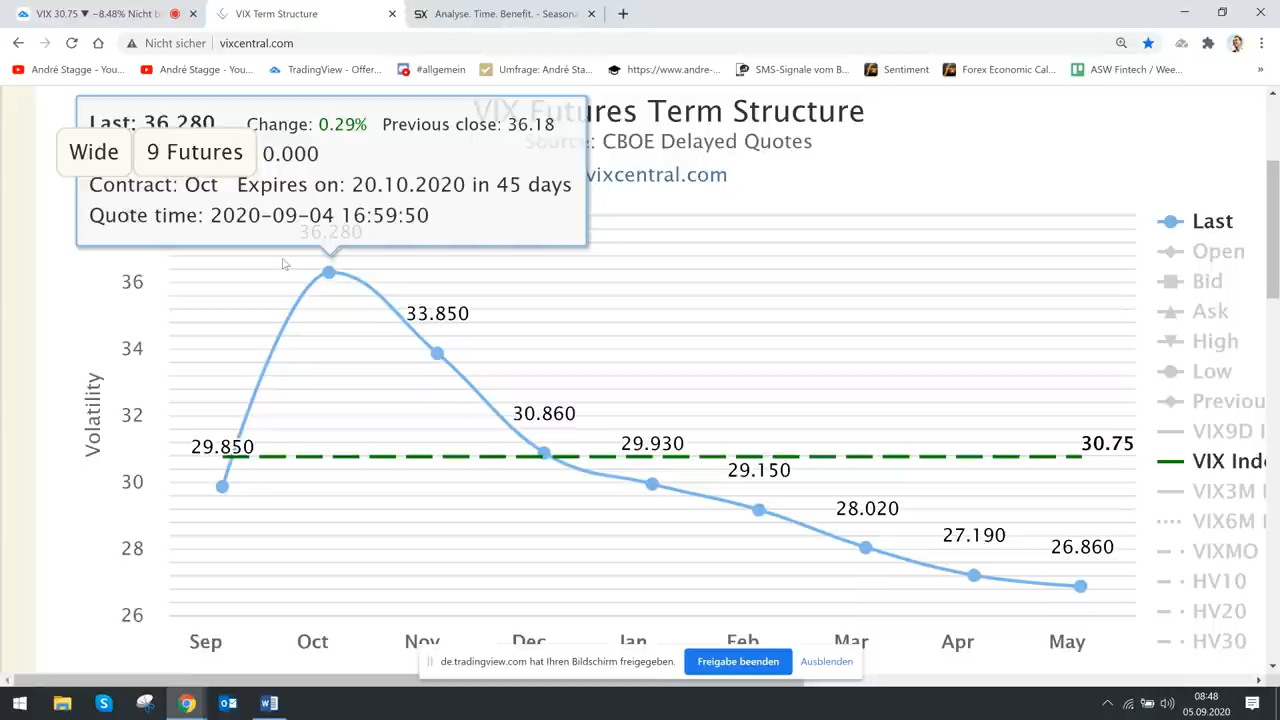 VIX 30.75 ▼ −8.48% Nicht b
VIX Term Structure
SX Analyse. Time. Benefit. - Seasona
Nicht sicher | vixcentral.com
André Stagge - You...
André Stagge - You...
TradingView - Offer...
#allgemein
Umfrage: André Sta...
https://www.andre-...
SMS-Signale vom B...
Sentiment
Forex Economic Cal...
ASW Fintech / Wee...
»
VIX Futures Term Structure
Source: CBOE Delayed Quotes
vixcentral.com
Last: 36.280 Change: 0.29% Previous close: 36.18
Wide
9 Futures
0.000
Contract: Oct Expires on: 20.10.2020 in 45 days
Quote time: 2020-09-04 16:59:50
36.280
Volatility
36
34
32
30
28
26
29.850
33.850
30.860
29.930
29.150
28.020
27.190
26.860
30.75
Sep
Oct
Nov
Dec
Jan
Feb
Mar
Apr
May
Last
Open
Bid
Ask
High
Low
Previou
VIX9D I
VIX Inde
VIX3M I
VIX6M I
VIXMO
HV10
HV20
HV30
de.tradingview.com hat Ihren Bildschirm freigegeben.
Freigabe beenden
Ausblenden
08:48
05.09.2020